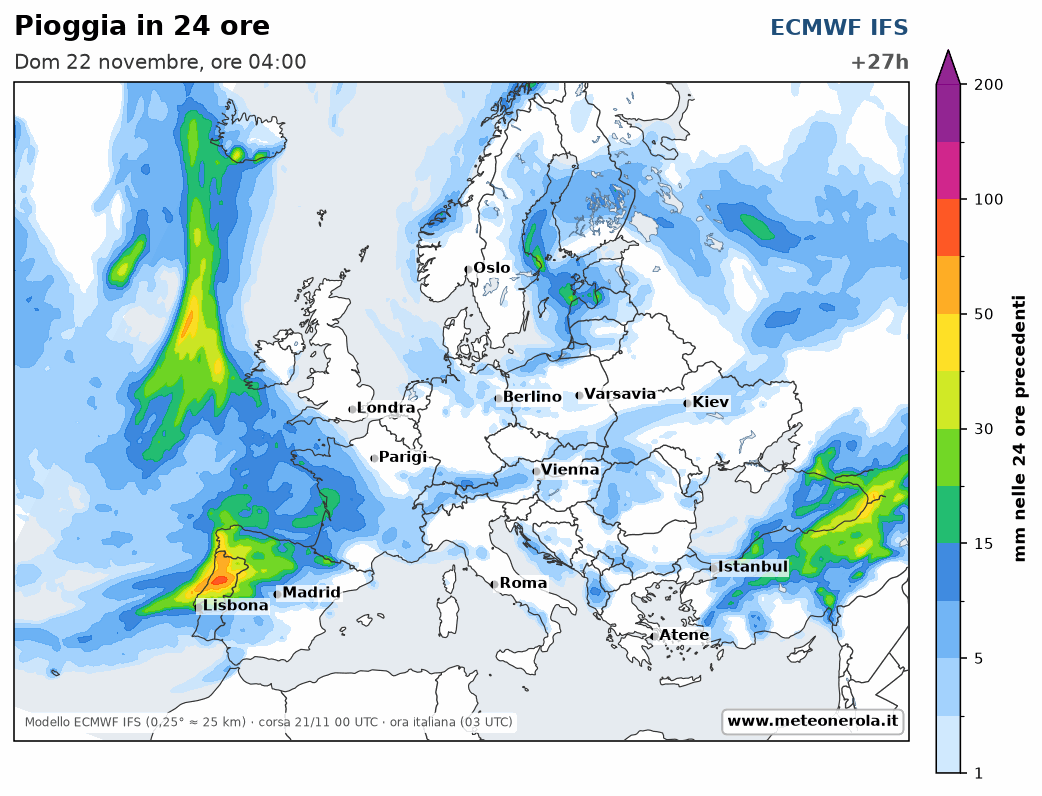 Pioggia in 24 ore
ECMWF IFS
Dom 22 novembre, ore 04:00
+27h
200
100
50
30
15
5
1
mm nelle 24 ore precedenti
Oslo
Berlino
Varsavia
Kiev
Londra
Parigi
Vienna
Istanbul
Roma
Madrid
Lisbona
Atene
Modello ECMWF IFS (0,25° ≈ 25 km) · corsa 21/11 00 UTC · ora italiana (03 UTC)
www.meteonerola.it